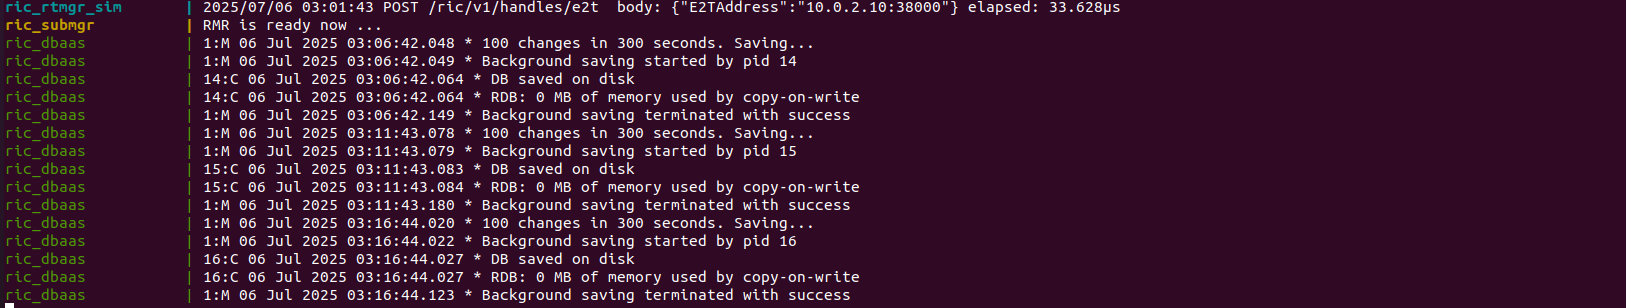 ric_rtmgr_sim | 2025/07/06 03:01:43 POST /ric/v1/handles/e2t body: {"E2TAddress":"10.0.2.10:38000"} elapsed: 33.628µs
ric_submgr | RMR is ready now ...
ric_dbaas | 1:M 06 Jul 2025 03:06:42.048 * 100 changes in 300 seconds. Saving...
ric_dbaas | 1:M 06 Jul 2025 03:06:42.049 * Background saving started by pid 14
ric_dbaas | 14:C 06 Jul 2025 03:06:42.064 * DB saved on disk
ric_dbaas | 14:C 06 Jul 2025 03:06:42.064 * RDB: 0 MB of memory used by copy-on-write
ric_dbaas | 1:M 06 Jul 2025 03:06:42.149 * Background saving terminated with success
ric_dbaas | 1:M 06 Jul 2025 03:11:43.078 * 100 changes in 300 seconds. Saving...
ric_dbaas | 1:M 06 Jul 2025 03:11:43.079 * Background saving started by pid 15
ric_dbaas | 15:C 06 Jul 2025 03:11:43.083 * DB saved on disk
ric_dbaas | 15:C 06 Jul 2025 03:11:43.084 * RDB: 0 MB of memory used by copy-on-write
ric_dbaas | 1:M 06 Jul 2025 03:11:43.180 * Background saving terminated with success
ric_dbaas | 1:M 06 Jul 2025 03:16:44.020 * 100 changes in 300 seconds. Saving...
ric_dbaas | 1:M 06 Jul 2025 03:16:44.022 * Background saving started by pid 16
ric_dbaas | 16:C 06 Jul 2025 03:16:44.027 * DB saved on disk
ric_dbaas | 16:C 06 Jul 2025 03:16:44.027 * RDB: 0 MB of memory used by copy-on-write
ric_dbaas | 1:M 06 Jul 2025 03:16:44.123 * Background saving terminated with success